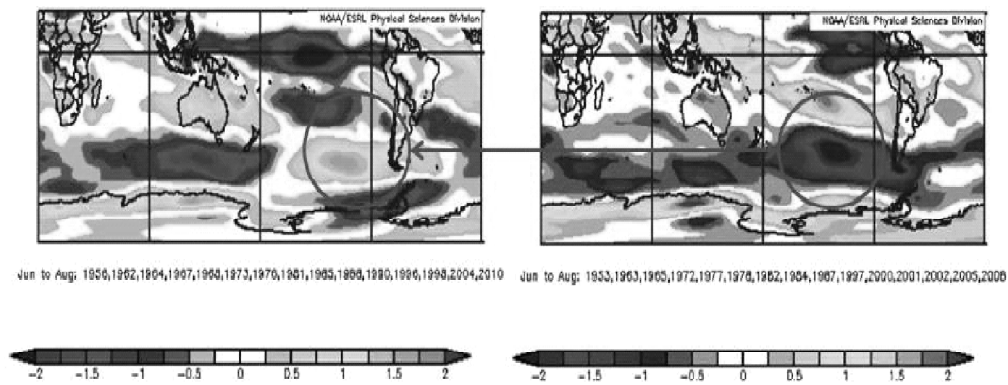 NOAA/ESRL Physical Sciences Division
NOAA/ESRL Physical Sciences Division
Jun to Aug: 1956,1962,1964,1967,1968,1973,1976,1981,1985,1986,1990,1996,1998,2004,2010
Jun to Aug: 1953,1963,1965,1972,1977,1978,1982,1984,1987,1997,2000,2001,2002,2005,2006
-2 -1.5 -1 -0.5 0 0.5 1 1.5 2
-2 -1.5 -1 -0.5 0 0.5 1 1.5 2